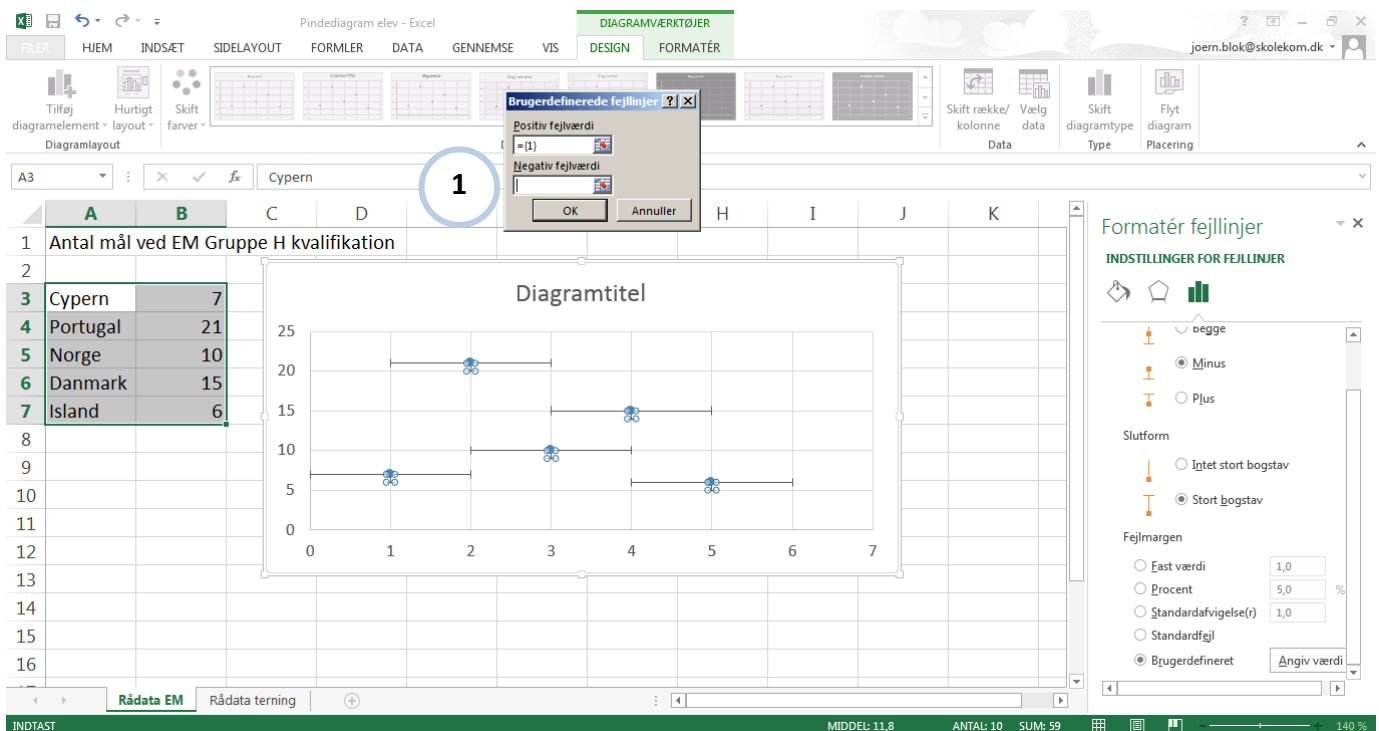 Pindediagram elev - Excel
DIAGRAMVÆRKTØJER
FILER HJEM INDSÆT SIDELAYOUT FORMLER DATA GENNEMSE VIS DESIGN FORMATÉR
joern.blok@skolekom.dk
Tilføj diagramelement
Hurtigt layout
Skift farver
Skift række/ kolonne
Vælg data
Skift diagramtype
Flyt diagram
Diagramlayout
Data
Type
Placering
Brugerdefinerede fejllinjer
Positiv fejlværdi
={1}
Negativ fejlværdi
OK Annuller
1
A3
fx Cypern
A B C D H I J K
1 Antal mål ved EM Gruppe H kvalifikation
2
3 Cypern 7
4 Portugal 21
5 Norge 10
6 Danmark 15
7 Island 6
8
9
10
11
12
13
14
15
16
Diagramtitel
25
20
15
10
5
0
0 1 2 3 4 5 6 7
Formatér fejllinjer
INDSTILLINGER FOR FEJLLINJER
Begge
Minus
Plus
Slutform
Intet stort bogstav
Stort bogstav
Fejlmargen
Fast værdi 1,0
Procent 5,0 %
Standardafvigelse(r) 1,0
Standardfejl
Brugerdefineret Angiv værdi
Rådata EM Rådata terning
INDTAST MIDDEL: 11,8 ANTAL: 10 SUM: 59 140 %